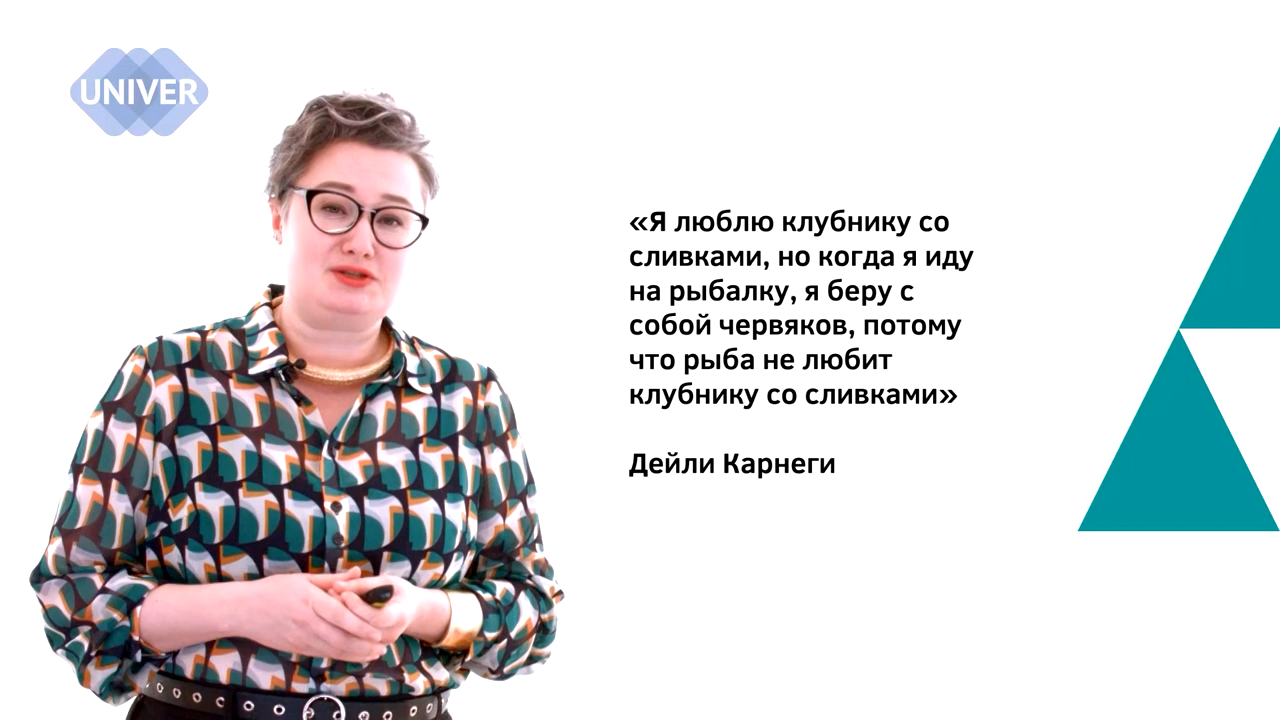 UNIVER
«Я люблю клубнику со
сливками, но когда я иду
на рыбалку, я беру с
собой червяков, потому
что рыба не любит
клубнику со сливками»
Дейли Карнеги